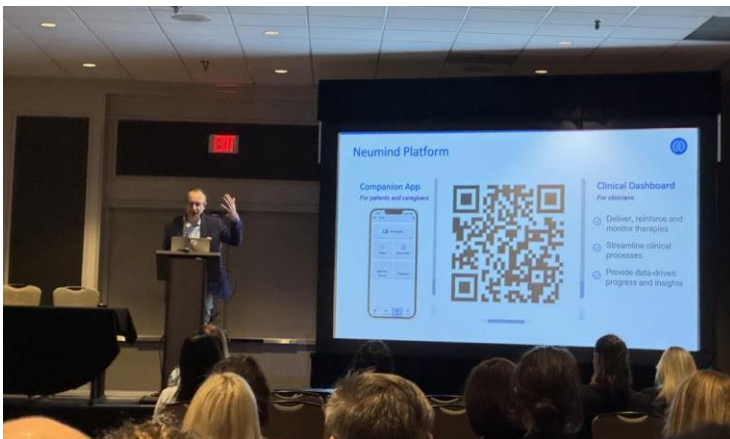 EXIT
Neumind Platform
Companion App
For patients and caregivers
Clinical Dashboard
For clinicians
Deliver, reinforce and
monitor therapies
Streamline clinical
processes
Provide data-driven
progress and insights